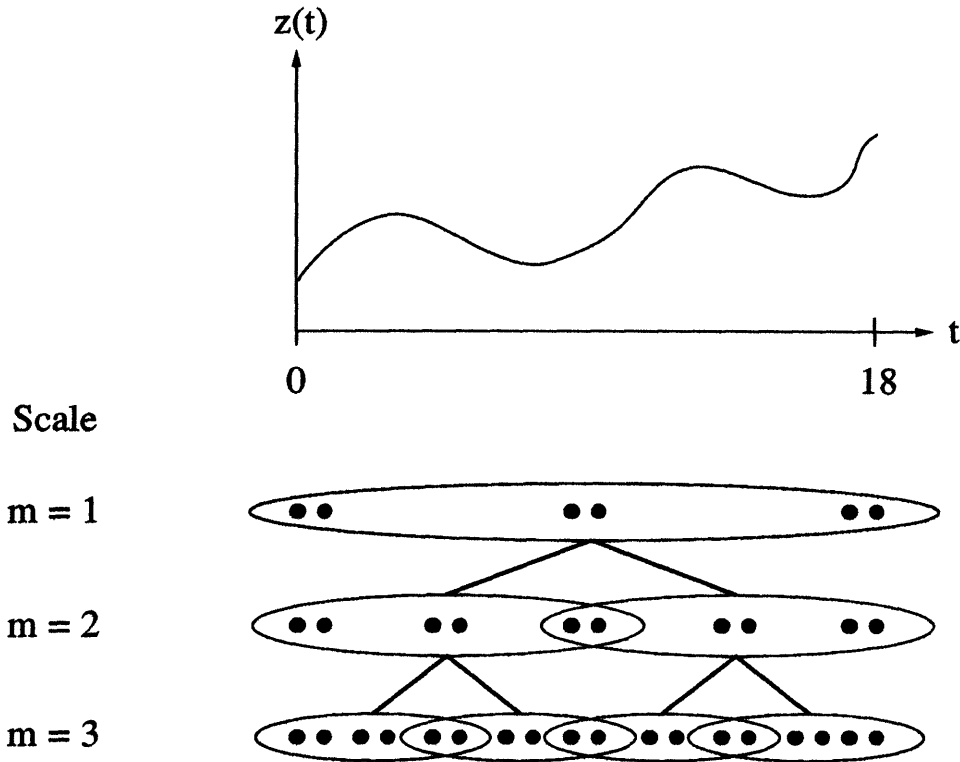 z(t)
t
0 18
Scale
m = 1
m = 2
m = 3